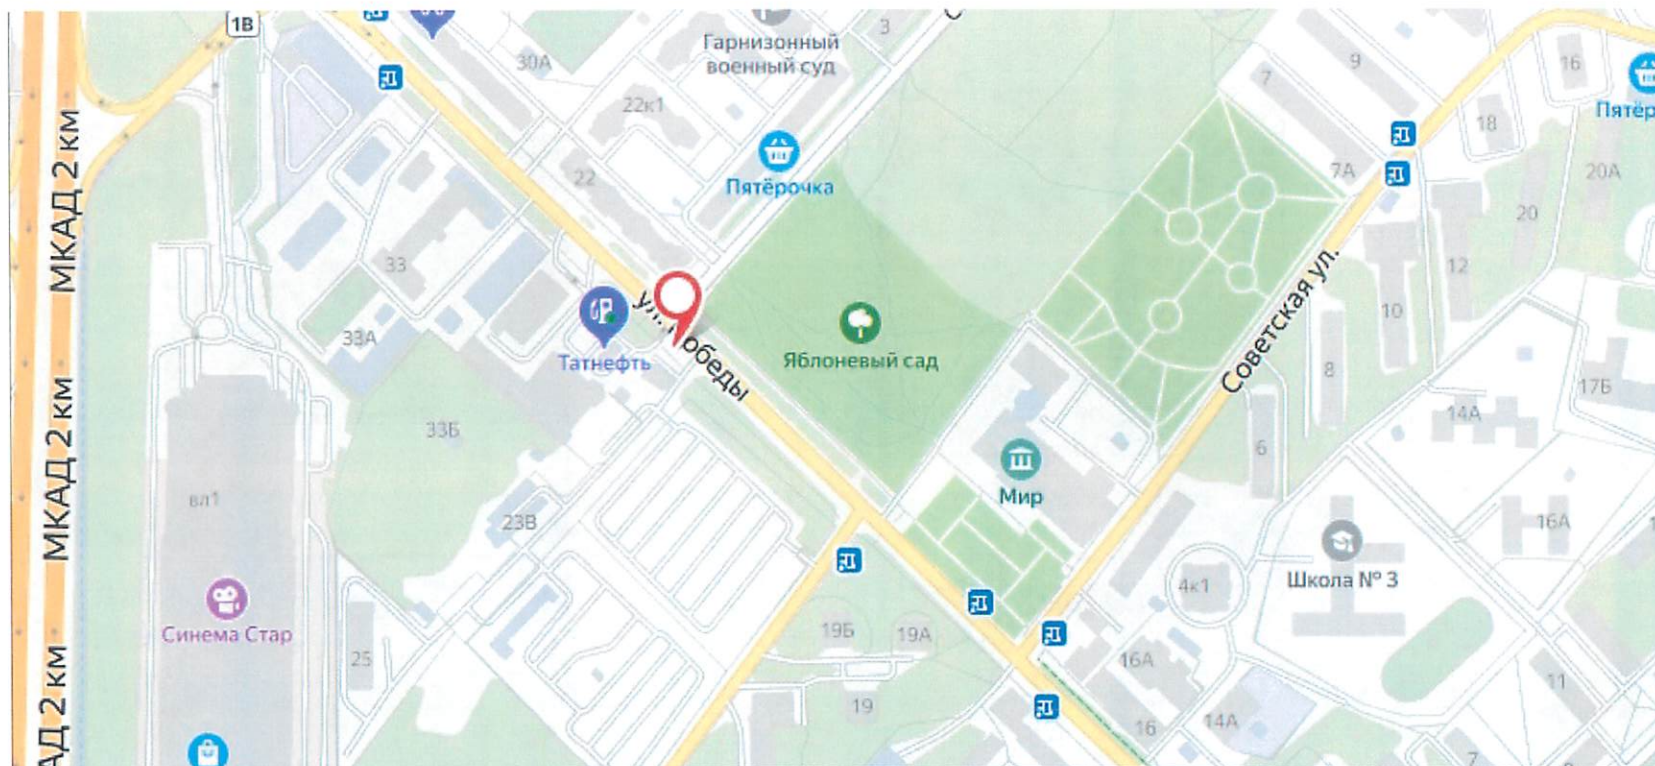 1В
3
Гарнизонный
военный суд
30А
22к1
9
7
16
Пятёр
18
Пятёрочка
22
7А
20А
20
12
МКАД 2 км
33
33А
ул. Победы
Татнефть
Яблоневый сад
Советская ул.
10
8
17Б
14А
6
МКАД 2 км
33Б
вл1
23В
Мир
16А
Школа № 3
4к1
Синема Стар
25
19Б
19А
19
16А
11
АД 2 км
16
14А
7